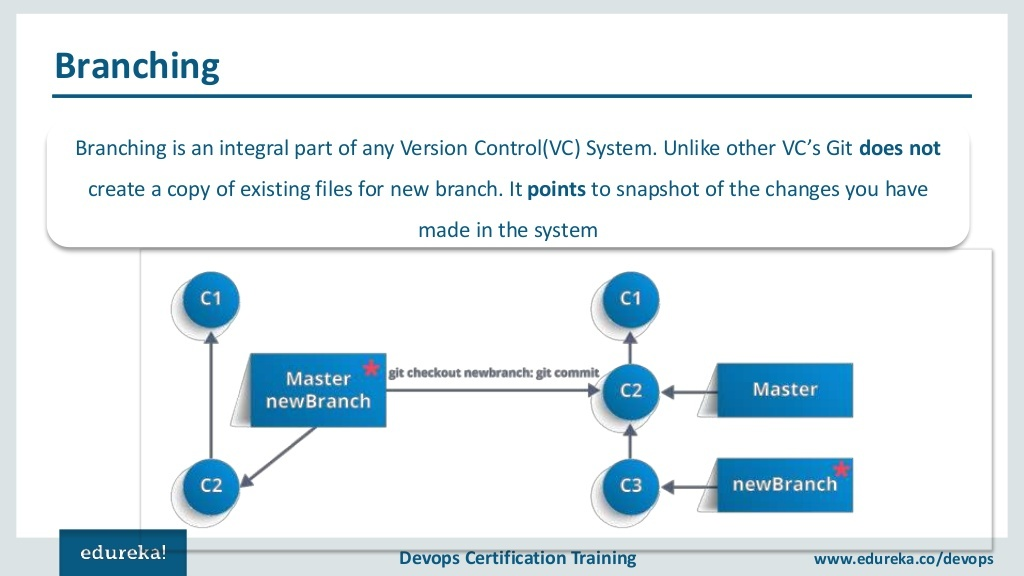 Branching
Branching is an integral part of any Version Control(VC) System. Unlike other VC’s Git does not
create a copy of existing files for new branch. It points to snapshot of the changes you have
made in the system
C1
Master *
newBranch
C2
git checkout newbranch: git commit
C1
C2
Master
C3
newBranch *
edureka!
Devops Certification Training
www.edureka.co/devops